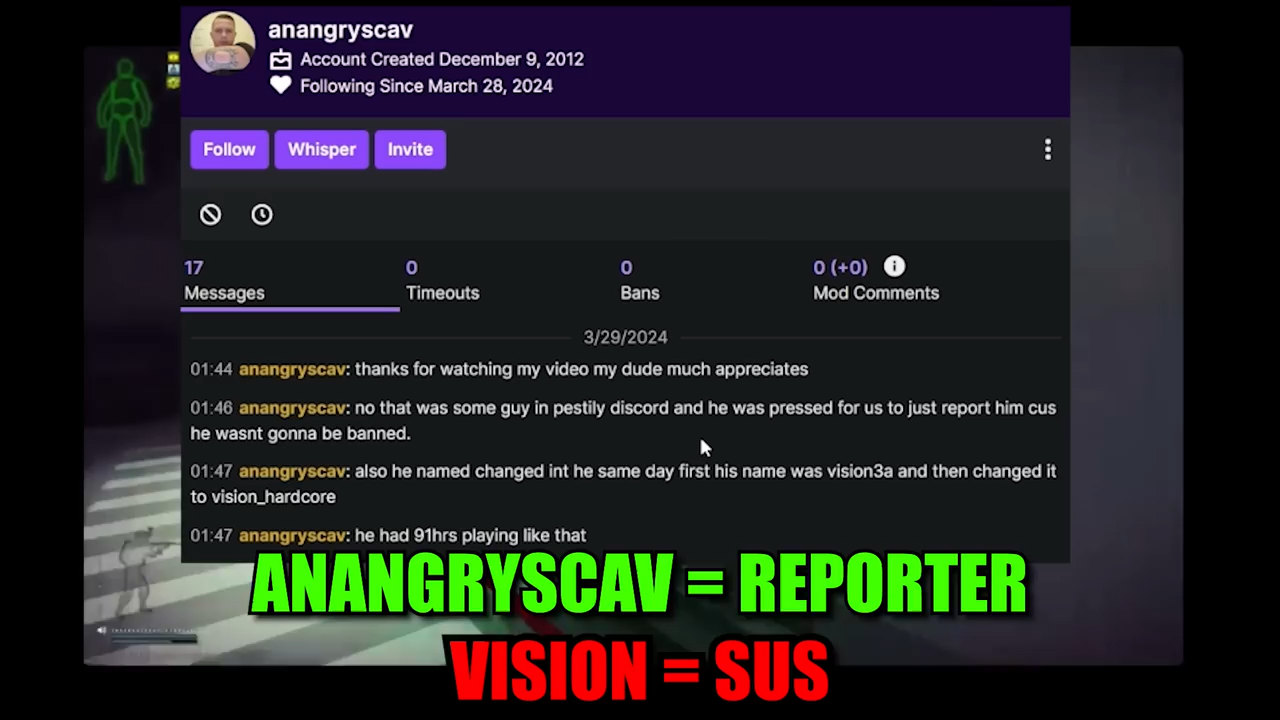 anangryscav
Account Created December 9, 2012
Following Since March 28, 2024
Follow Whisper Invite
17 0 0 0 (+0)
Messages Timeouts Bans Mod Comments
3/29/2024
01:44 anangryscav: thanks for watching my video my dude much appreciates
01:46 anangryscav: no that was some guy in pestily discord and he was pressed for us to just report him cus
he wasnt gonna be banned.
01:47 anangryscav: also he named changed int he same day first his name was vision3a and then changed it
to vision_hardcore
01:47 anangryscav: he had 91hrs playing like that
ANANGRYSCAV = REPORTER
VISION = SUS